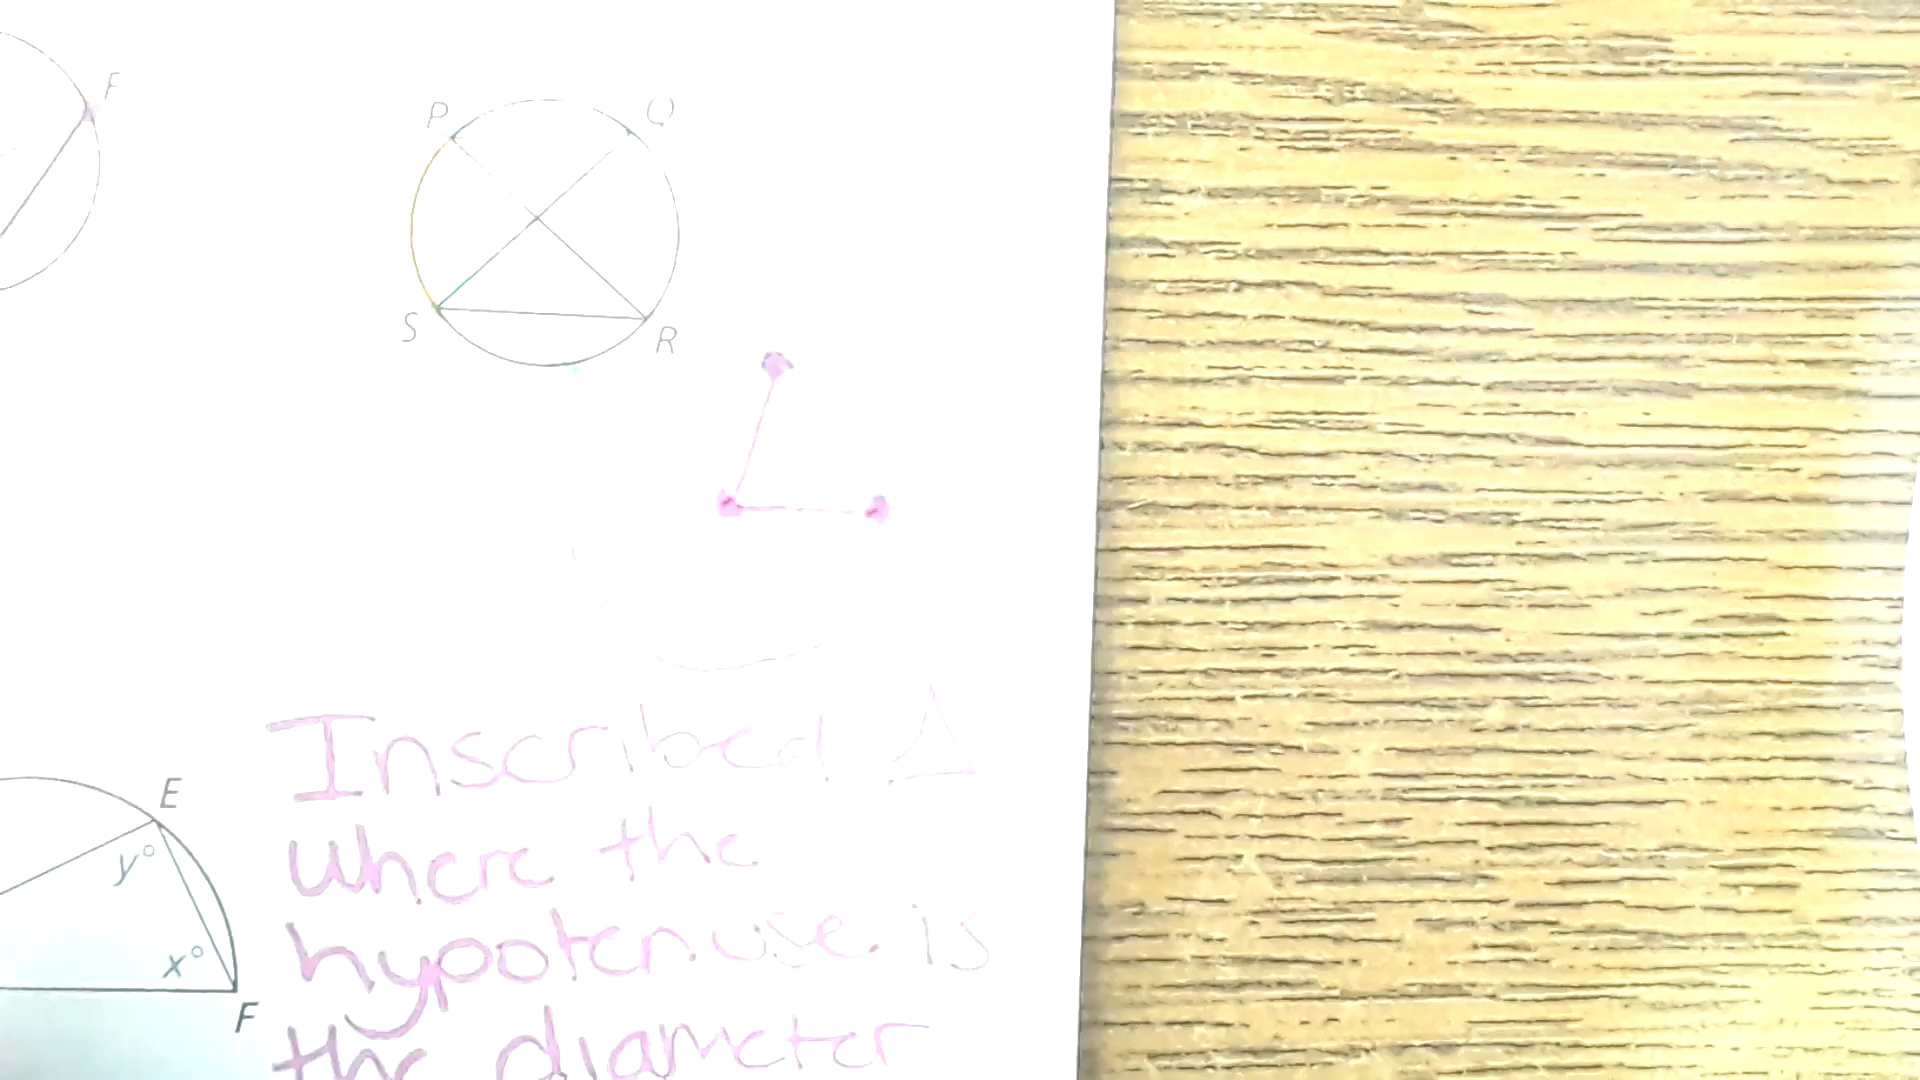 F
P Q
S R
Inscribed Δ
where the
hypotenuse is
the diameter
E
y°
x°
F